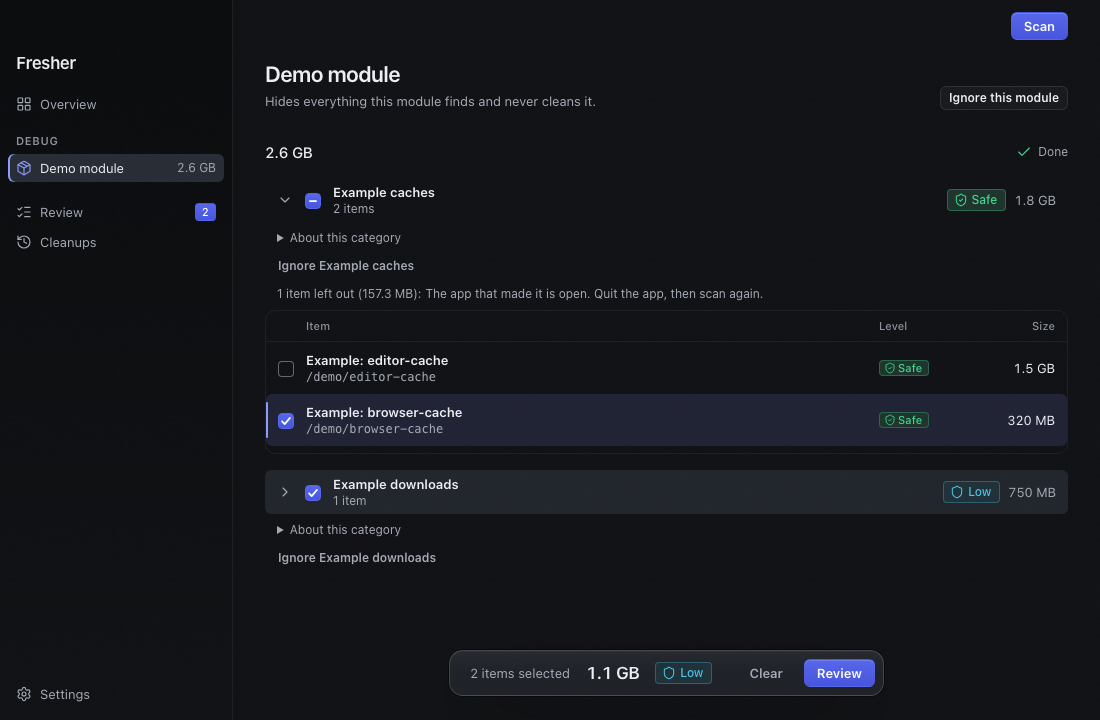 Scan
Fresher
Overview
DEBUG
Demo module 2.6 GB
Review 2
Cleanups
Settings
Demo module
Hides everything this module finds and never cleans it.
Ignore this module
2.6 GB
Done
Example caches
2 items
Safe 1.8 GB
About this category
Ignore Example caches
1 item left out (157.3 MB): The app that made it is open. Quit the app, then scan again.
Item Level Size
Example: editor-cache
/demo/editor-cache
Safe 1.5 GB
Example: browser-cache
/demo/browser-cache
Safe 320 MB
Example downloads
1 item
Low 750 MB
About this category
Ignore Example downloads
2 items selected 1.1 GB Low Clear Review